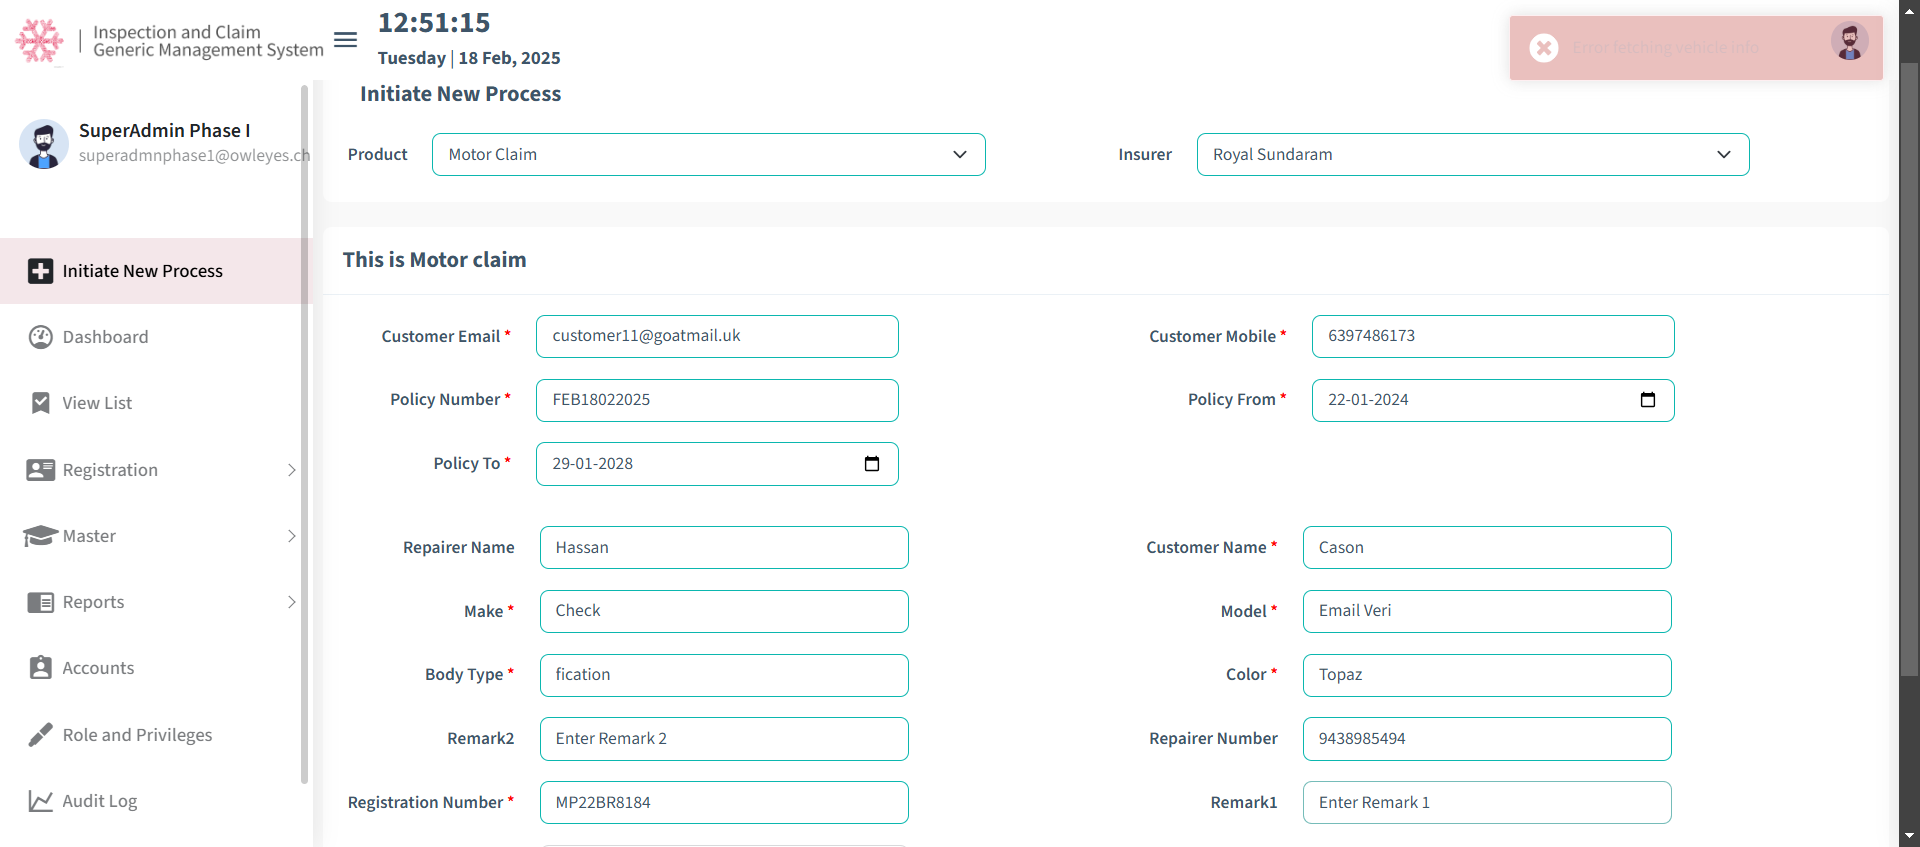 Inspection and Claim
Generic Management System
12:51:15
Tuesday | 18 Feb, 2025
Error fetching vehicle info
SuperAdmin Phase I
superadmnphase1@owleyes.ch
Initiate New Process
Dashboard
View List
Registration
Master
Reports
Accounts
Role and Privileges
Audit Log
Initiate New Process
Product Motor Claim Insurer Royal Sundaram
This is Motor claim
Customer Email * customer11@goatmail.uk Customer Mobile * 6397486173
Policy Number * FEB18022025 Policy From * 22-01-2024
Policy To * 29-01-2028
Repairer Name Hassan Customer Name * Cason
Make * Check Model * Email Veri
Body Type * fication Color * Topaz
Remark2 Enter Remark 2 Repairer Number 9438985494
Registration Number * MP22BR8184 Remark1 Enter Remark 1